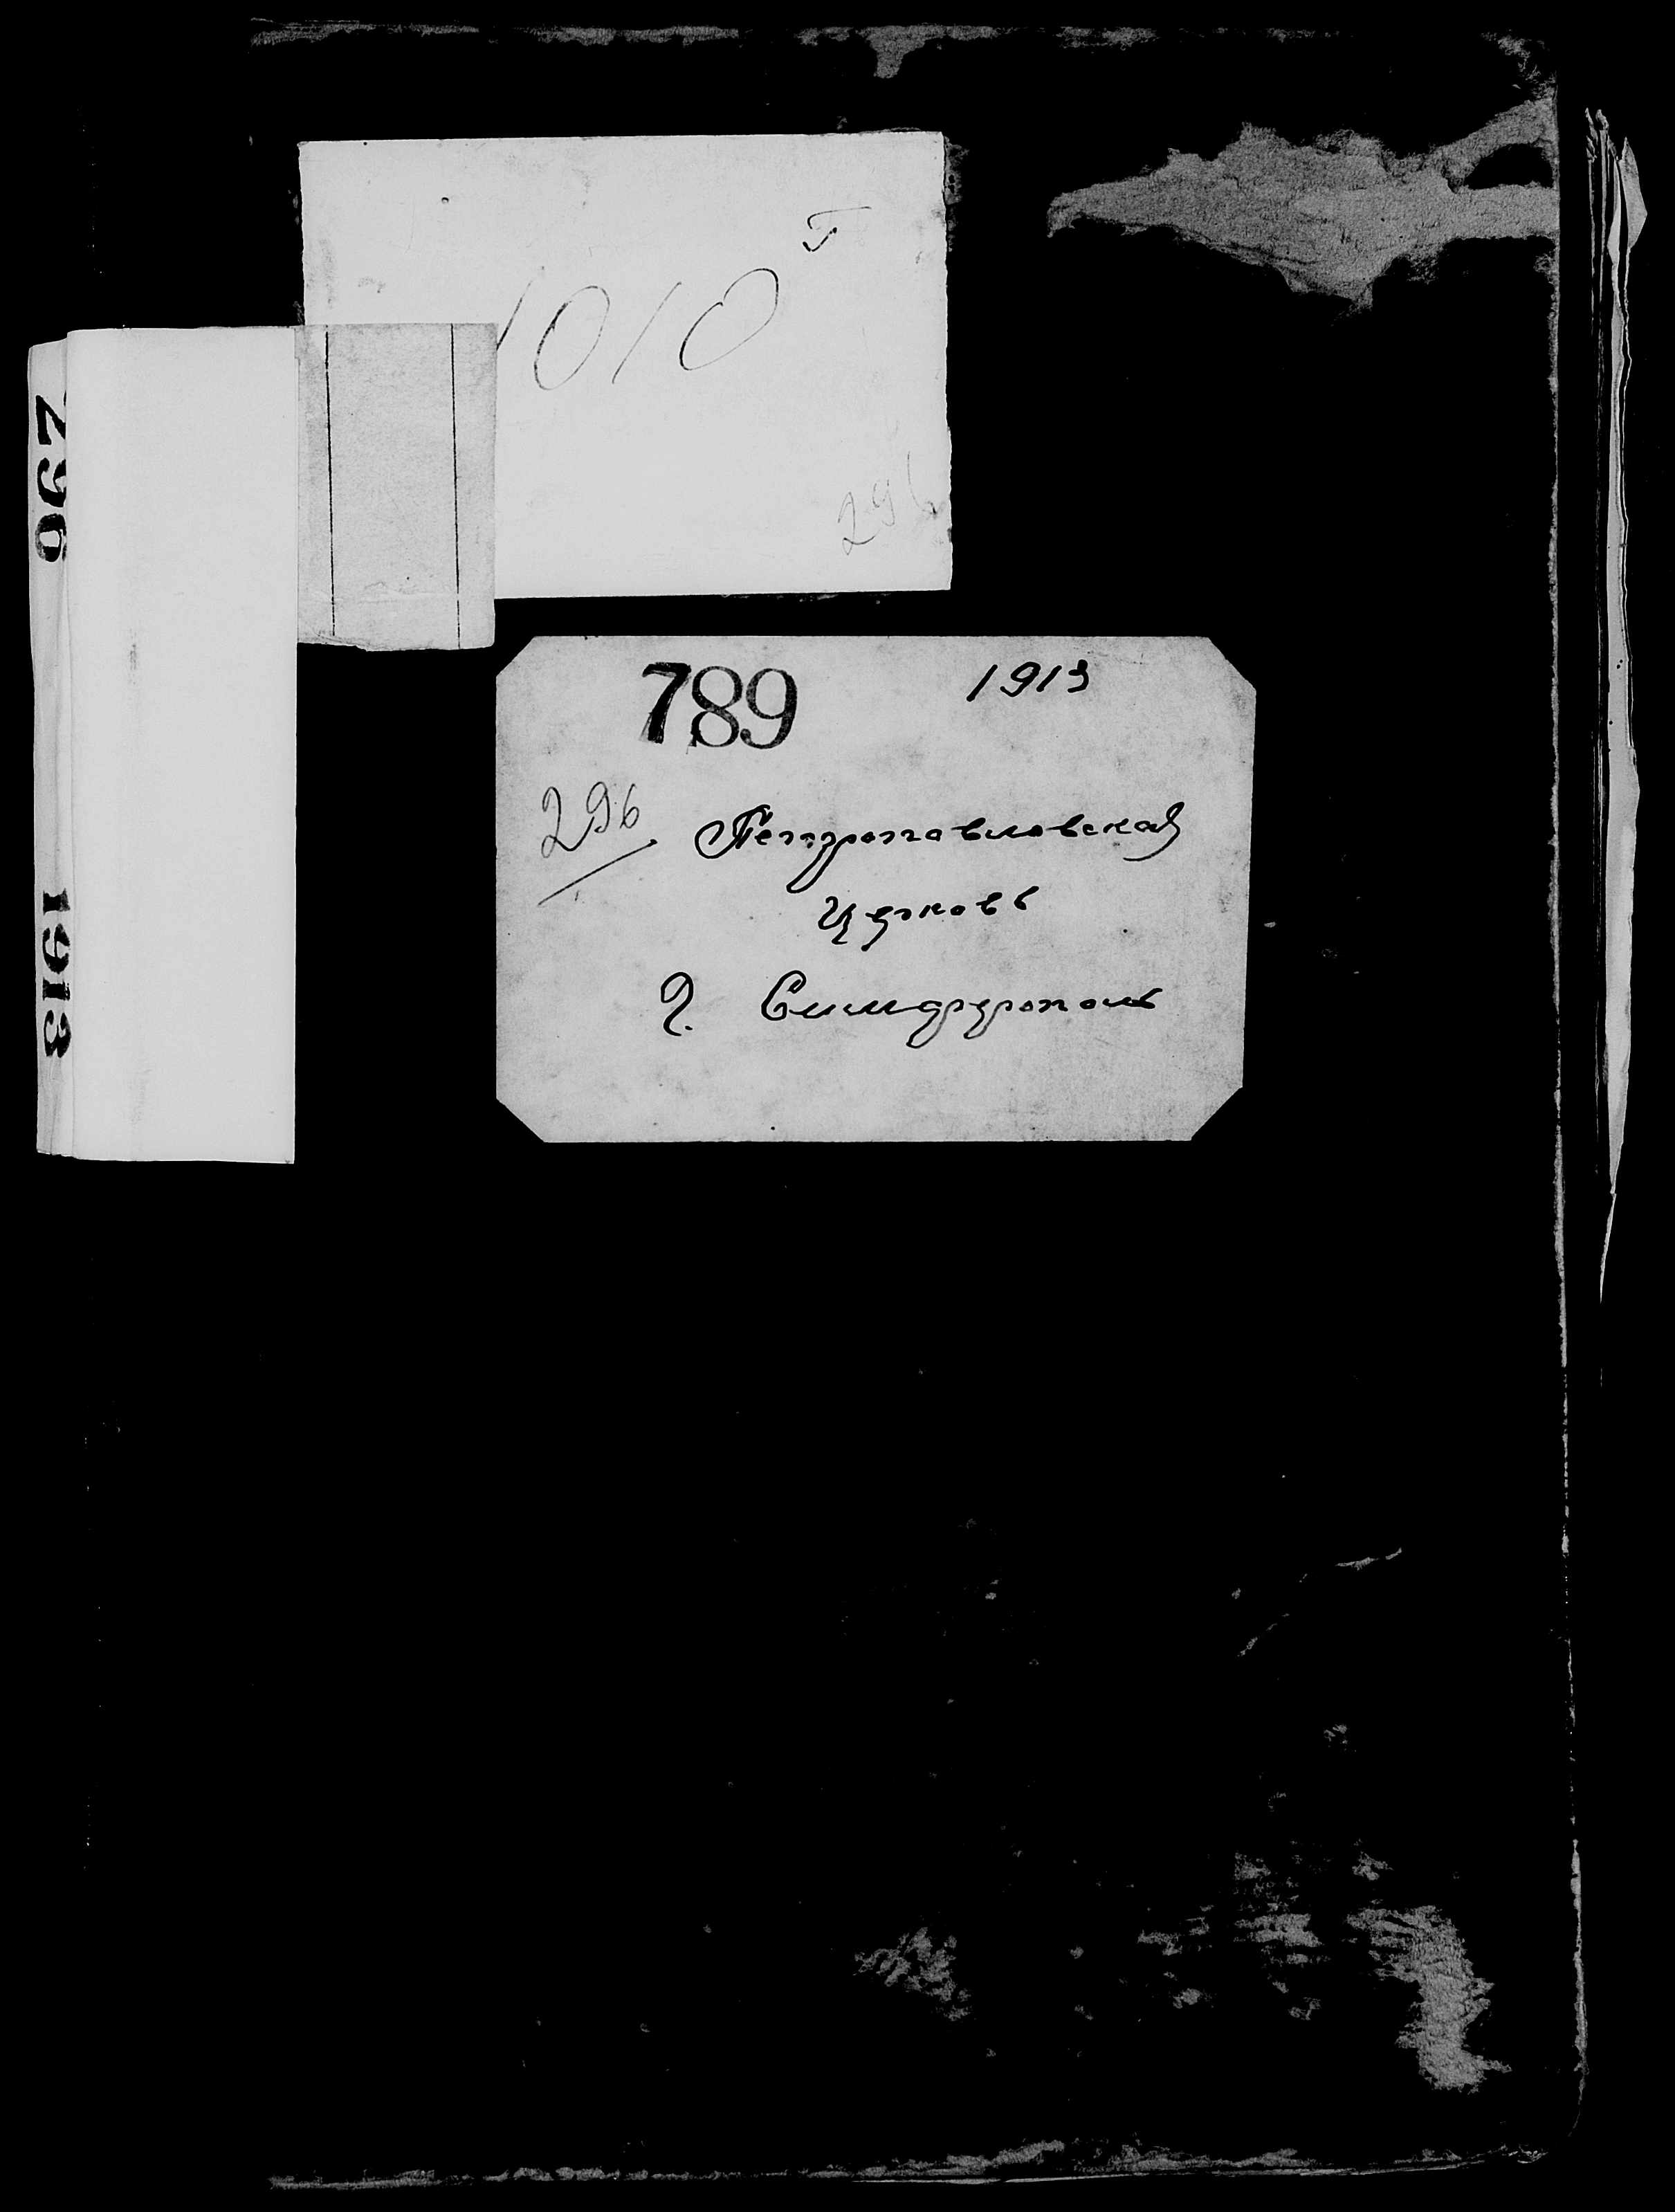 Г
1010
296
296
1913
789 1913
296 Петропавловская
Церковь
г. Симферополь